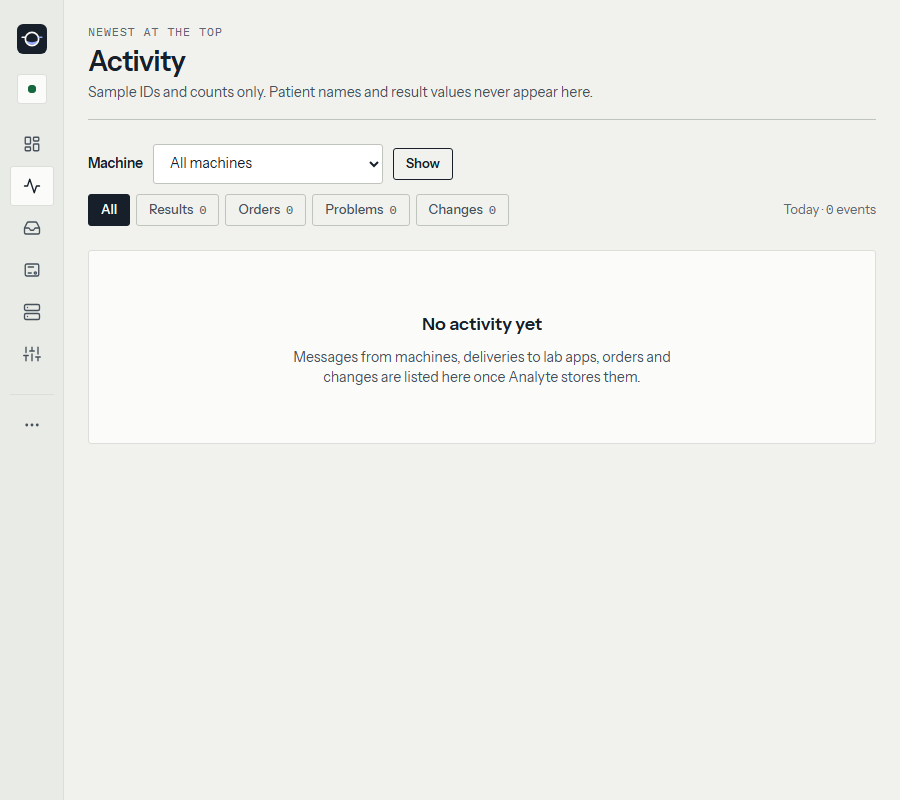 NEWEST AT THE TOP
Activity
Sample IDs and counts only. Patient names and result values never appear here.
Machine All machines Show
All Results 0 Orders 0 Problems 0 Changes 0 Today · 0 events
No activity yet
Messages from machines, deliveries to lab apps, orders and
changes are listed here once Analyte stores them.